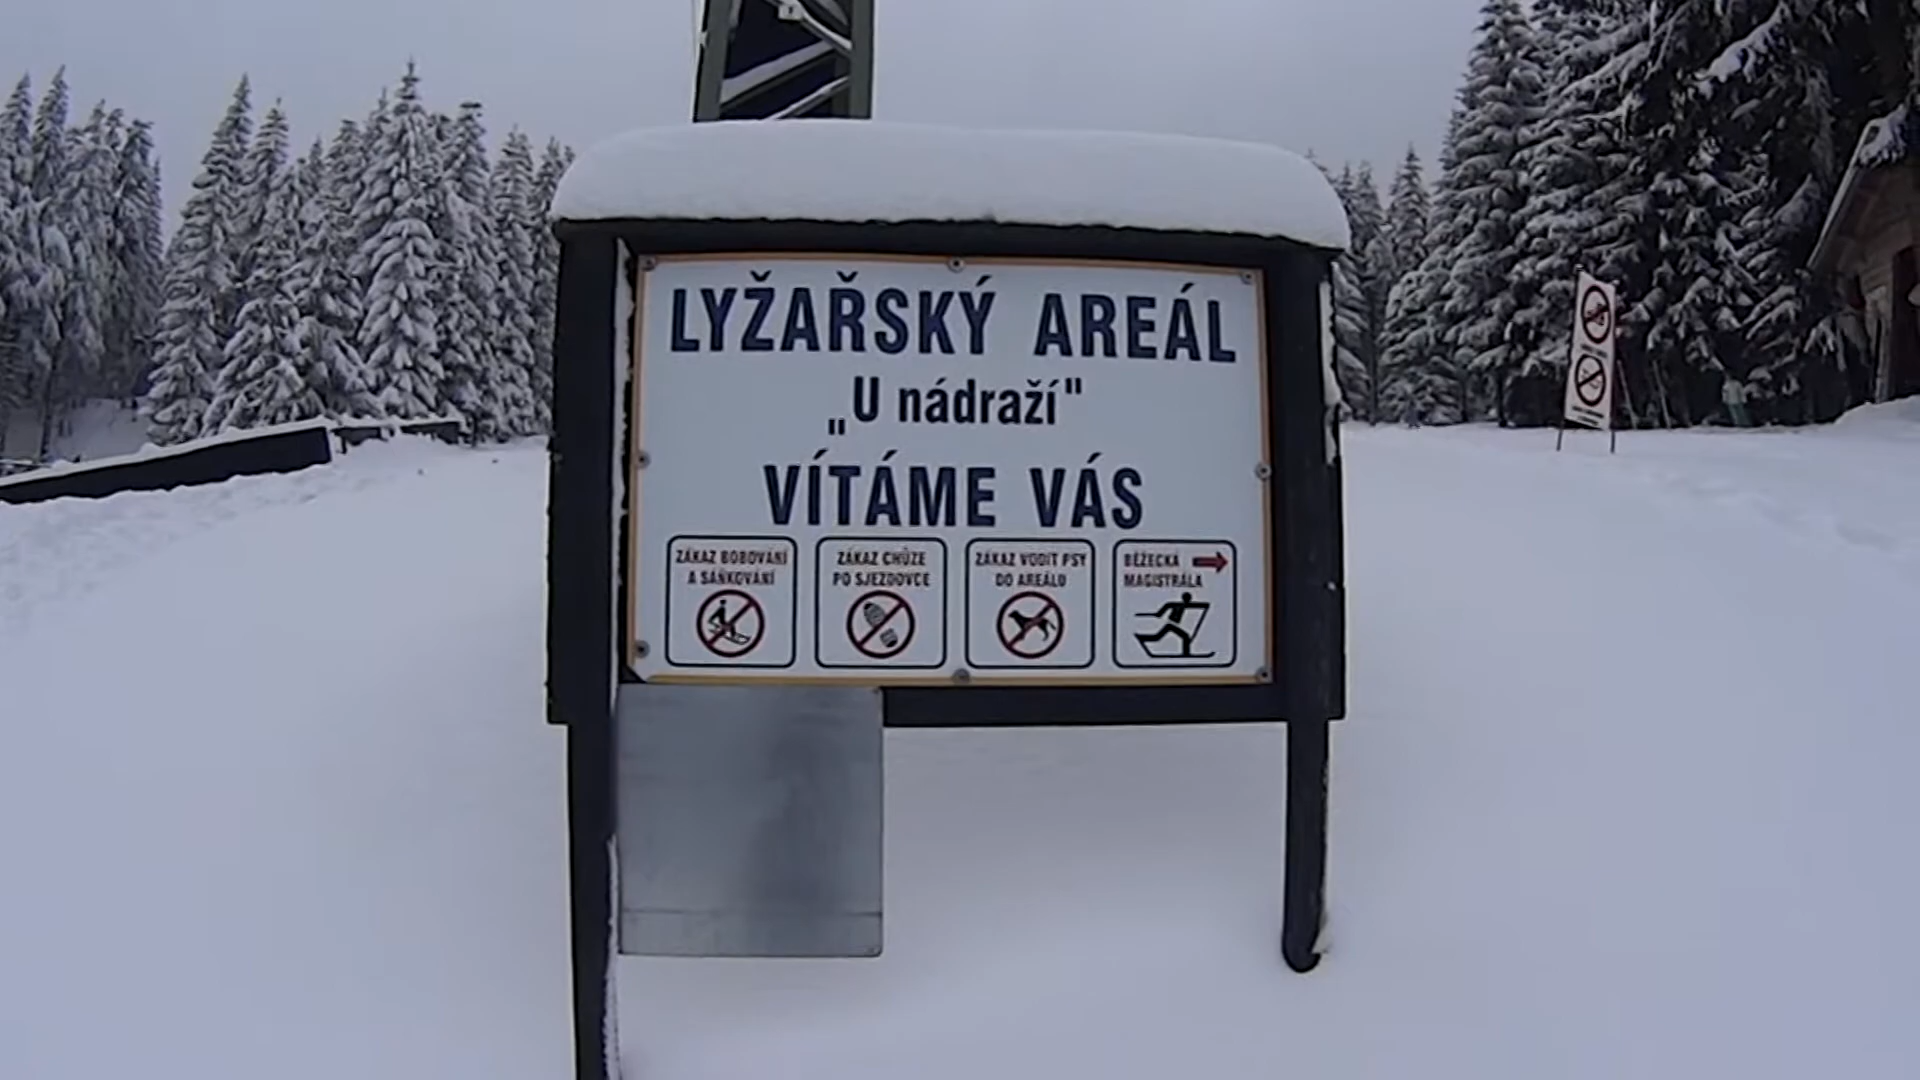 LYŽAŘSKÝ AREÁL
„U nádraží"
VÍTÁME VÁS
ZÁKAZ BOBOVÁNÍ
A SÁŇKOVÁNÍ
ZÁKAZ CHŮZE
PO SJEZDOVCE
ZÁKAZ VODIT PSY
DO AREÁLU
BĚŽECKÁ
MAGISTRÁLA